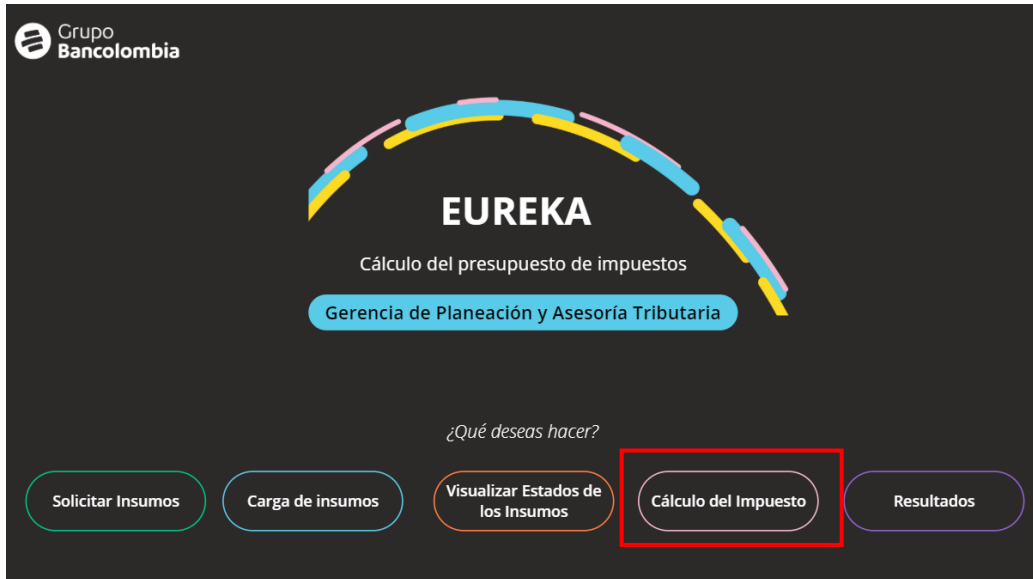 Grupo
Bancolombia
EUREKA
Cálculo del presupuesto de impuestos
Gerencia de Planeación y Asesoría Tributaria
¿Qué deseas hacer?
Solicitar Insumos
Carga de insumos
Visualizar Estados de
los Insumos
Cálculo del Impuesto
Resultados